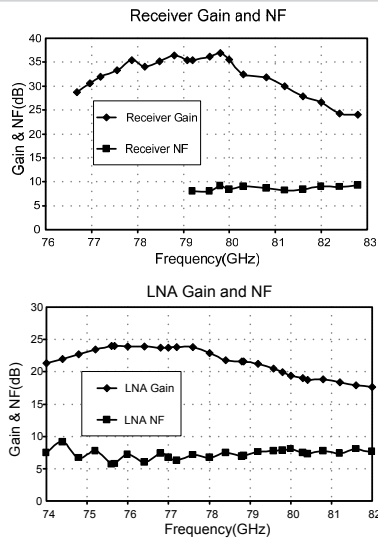 Receiver Gain and NF
Gain & NF(dB)
40
35
30
25
20
15
10
5
0
Receiver Gain
Receiver NF
76 77 78 79 80 81 82 83
Frequency(GHz)
LNA Gain and NF
Gain & NF(dB)
30
25
20
15
10
5
0
LNA Gain
LNA NF
74 75 76 77 78 79 80 81 82
Frequency(GHz)